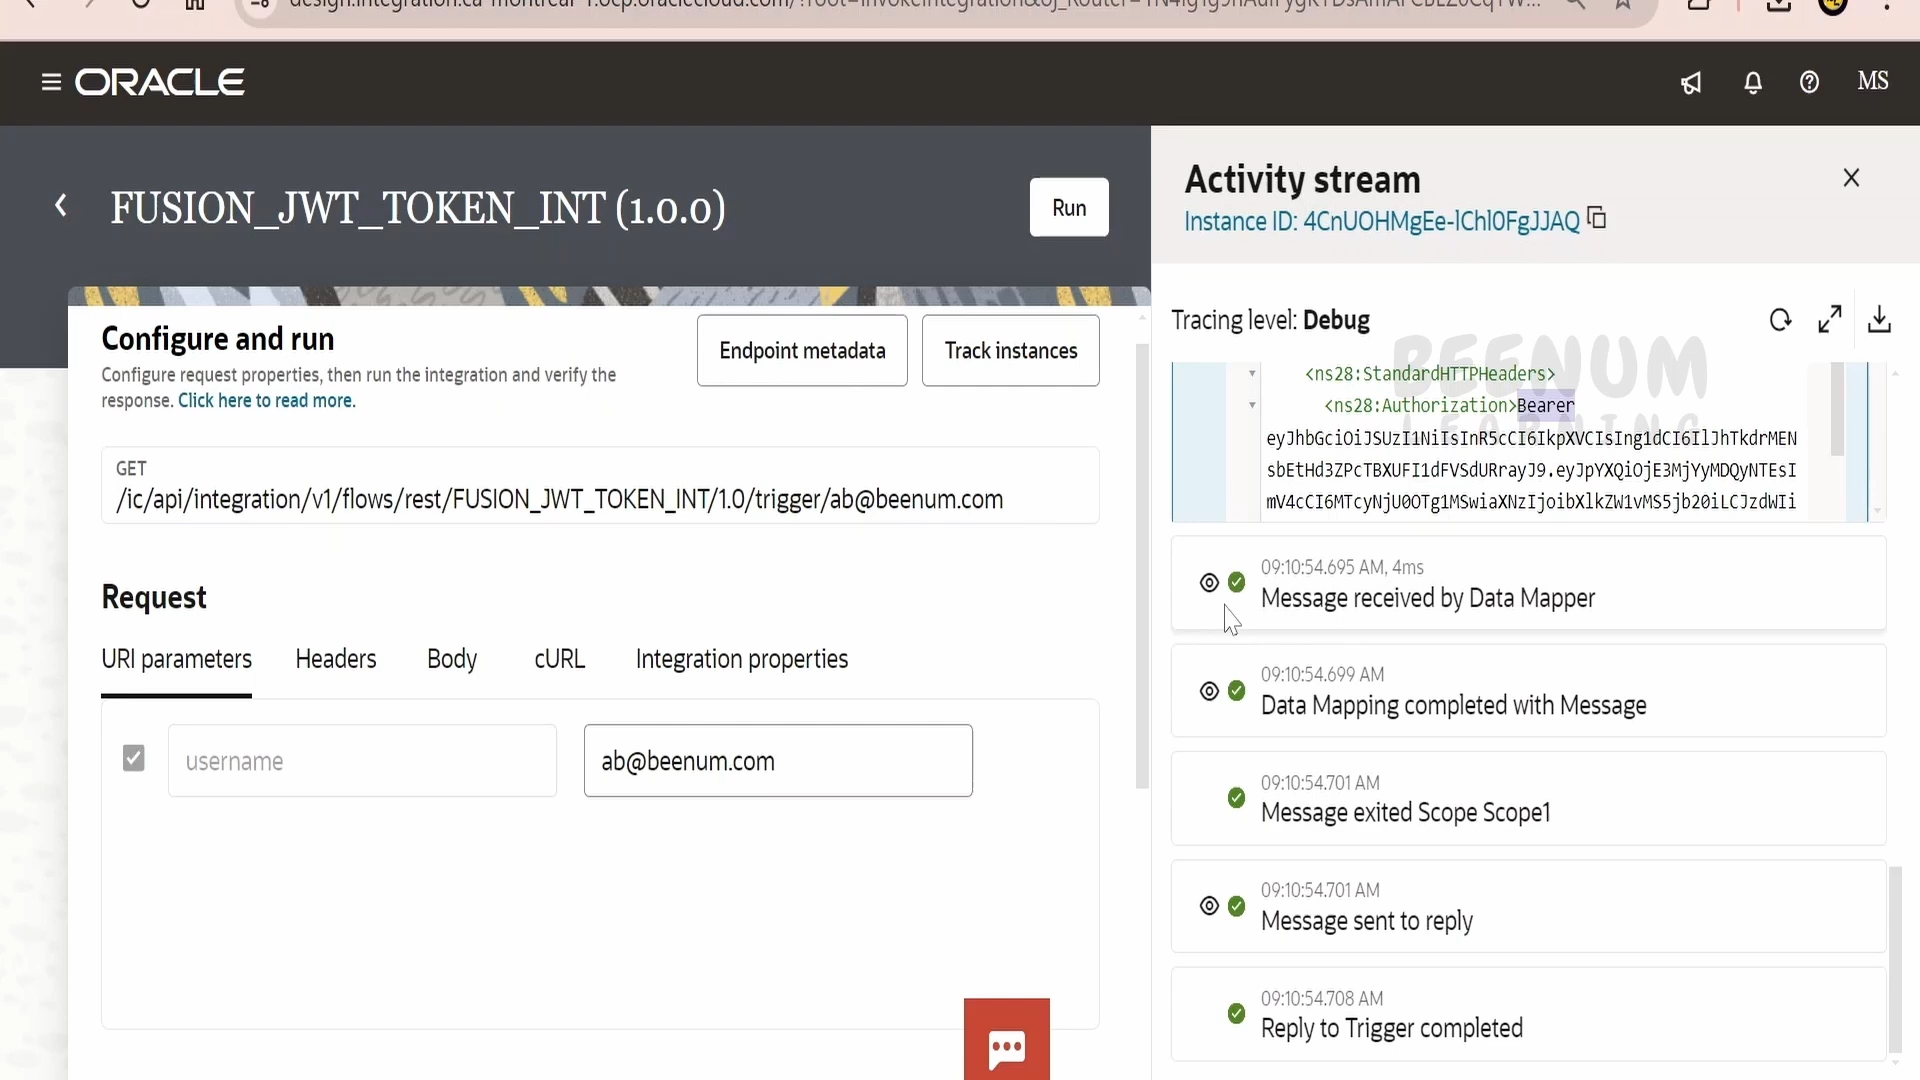 ORACLE
MS
FUSION_JWT_TOKEN_INT (1.0.0)
Run
Configure and run
Configure request properties, then run the integration and verify the
response. Click here to read more.
Endpoint metadata
Track instances
GET
/ic/api/integration/v1/flows/rest/FUSION_JWT_TOKEN_INT/1.0/trigger/ab@beenum.com
Request
URI parameters
Headers
Body
cURL
Integration properties
username
ab@beenum.com
Activity stream
Instance ID: 4CnUOHMgEe-lChl0FgJJAQ
Tracing level: Debug
BEENUM
LEARNING
<ns28:StandardHTTPHeaders>
<ns28:Authorization>Bearer
09:10:54.695 AM, 4ms
Message received by Data Mapper
09:10:54.699 AM
Data Mapping completed with Message
09:10:54.701 AM
Message exited Scope Scope1
09:10:54.701 AM
Message sent to reply
09:10:54.708 AM
Reply to Trigger completed